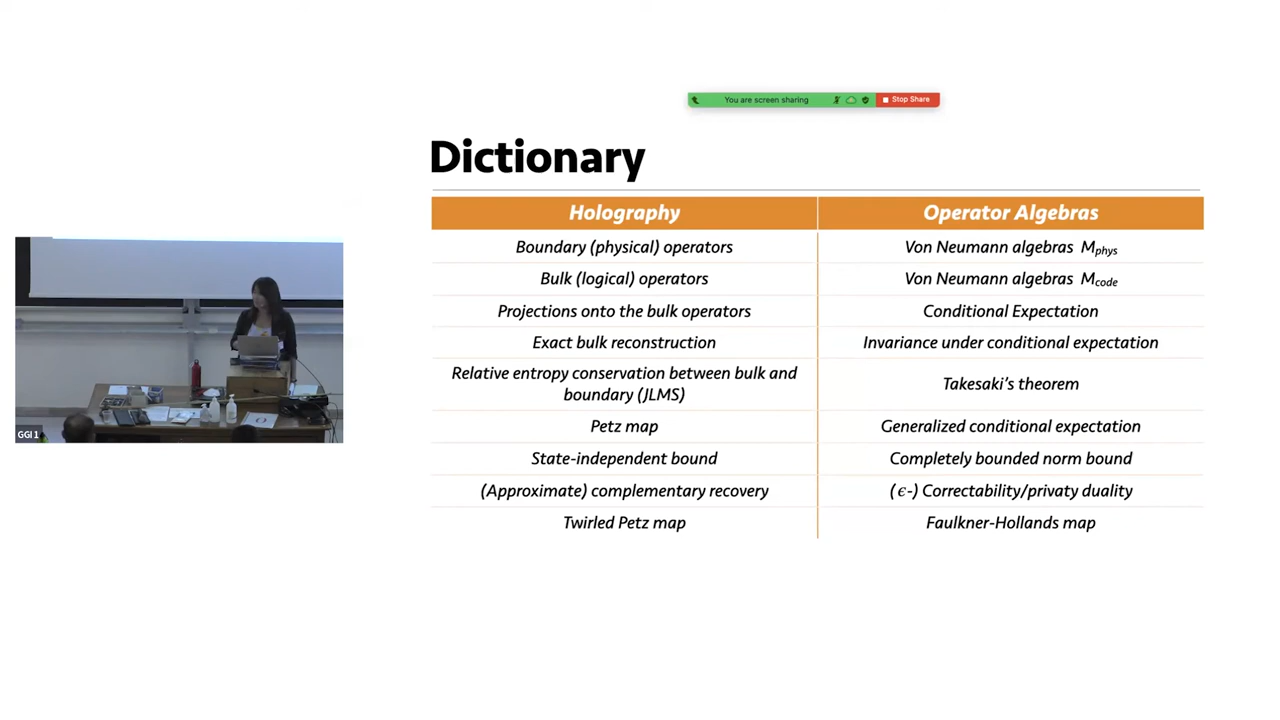 You are screen sharing
Stop Share
Dictionary
Holography Operator Algebras
Boundary (physical) operators Von Neumann algebras Mphys
Bulk (logical) operators Von Neumann algebras Mcode
Projections onto the bulk operators Conditional Expectation
Exact bulk reconstruction Invariance under conditional expectation
Relative entropy conservation between bulk and
boundary (JLMS) Takesaki's theorem
Petz map Generalized conditional expectation
State-independent bound Completely bounded norm bound
(Approximate) complementary recovery (ϵ-) Correctability/privaty duality
Twirled Petz map Faulkner-Hollands map
GGI 1